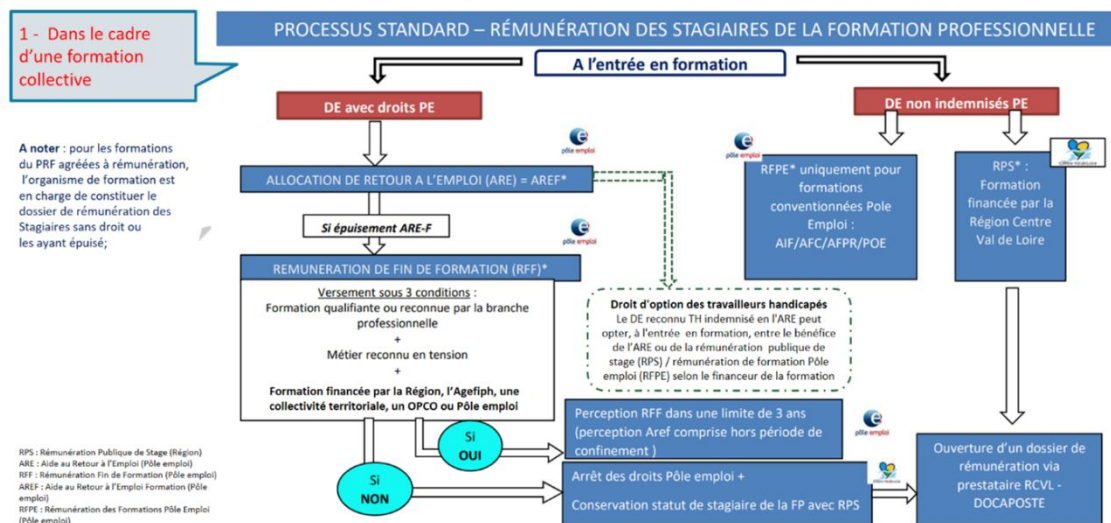 1 - Dans le cadre
d'une formation
collective
PROCESSUS STANDARD – RÉMUNÉRATION DES STAGIAIRES DE LA FORMATION PROFESSIONNELLE
A l'entrée en formation
DE avec droits PE
DE non indemnisés PE
A noter : pour les formations
du PRF agréées à rémunération,
l'organisme de formation est
en charge de constituer le
dossier de rémunération des
Stagiaires sans droit ou
les ayant épuisé;
pôle emploi
ALLOCATION DE RETOUR A L'EMPLOI (ARE) = AREF*
pôle emploi
RFPE* uniquement pour
formations
conventionnées Pole
Emploi :
AIF/AFC/AFPR/POE
RPS* :
Formation
financée par la
Région Centre
Val de Loire
Si épuisement ARE-F
pôle emploi
REMUNERATION DE FIN DE FORMATION (RFF)*
Versement sous 3 conditions :
Formation qualifiante ou reconnue par la branche
professionnelle
+
Métier reconnu en tension
+
Formation financée par la Région, l'Agefiph, une
collectivité territoriale, un OPCO ou Pôle emploi
Droit d'option des travailleurs handicapés
Le DE reconnu TH indemnisé en l'ARE peut
opter, à l'entrée en formation, entre le bénéfice
de l'ARE ou de la rémunération publique de
stage (RPS) / rémunération de formation Pôle
emploi (RFPE) selon le financeur de la formation
Si
OUI
Perception RFF dans une limite de 3 ans
(perception Aref comprise hors période de
confinement )
pôle emploi
Si
NON
Arrêt des droits Pôle emploi +
Conservation statut de stagiaire de la FP avec RPS
Ouverture d'un dossier de
rémunération via
prestataire RCVL -
DOCAPOSTE
RPS : Rémunération Publique de Stage (Région)
ARE : Aide au Retour à l'Emploi (Pôle emploi)
RFF : Rémunération Fin de Formation (Pôle emploi)
AREF : Aide au Retour à l'Emploi Formation (Pôle
emploi)
RFPE : Rémunération des Formations Pôle Emploi
(Pôle emploi)